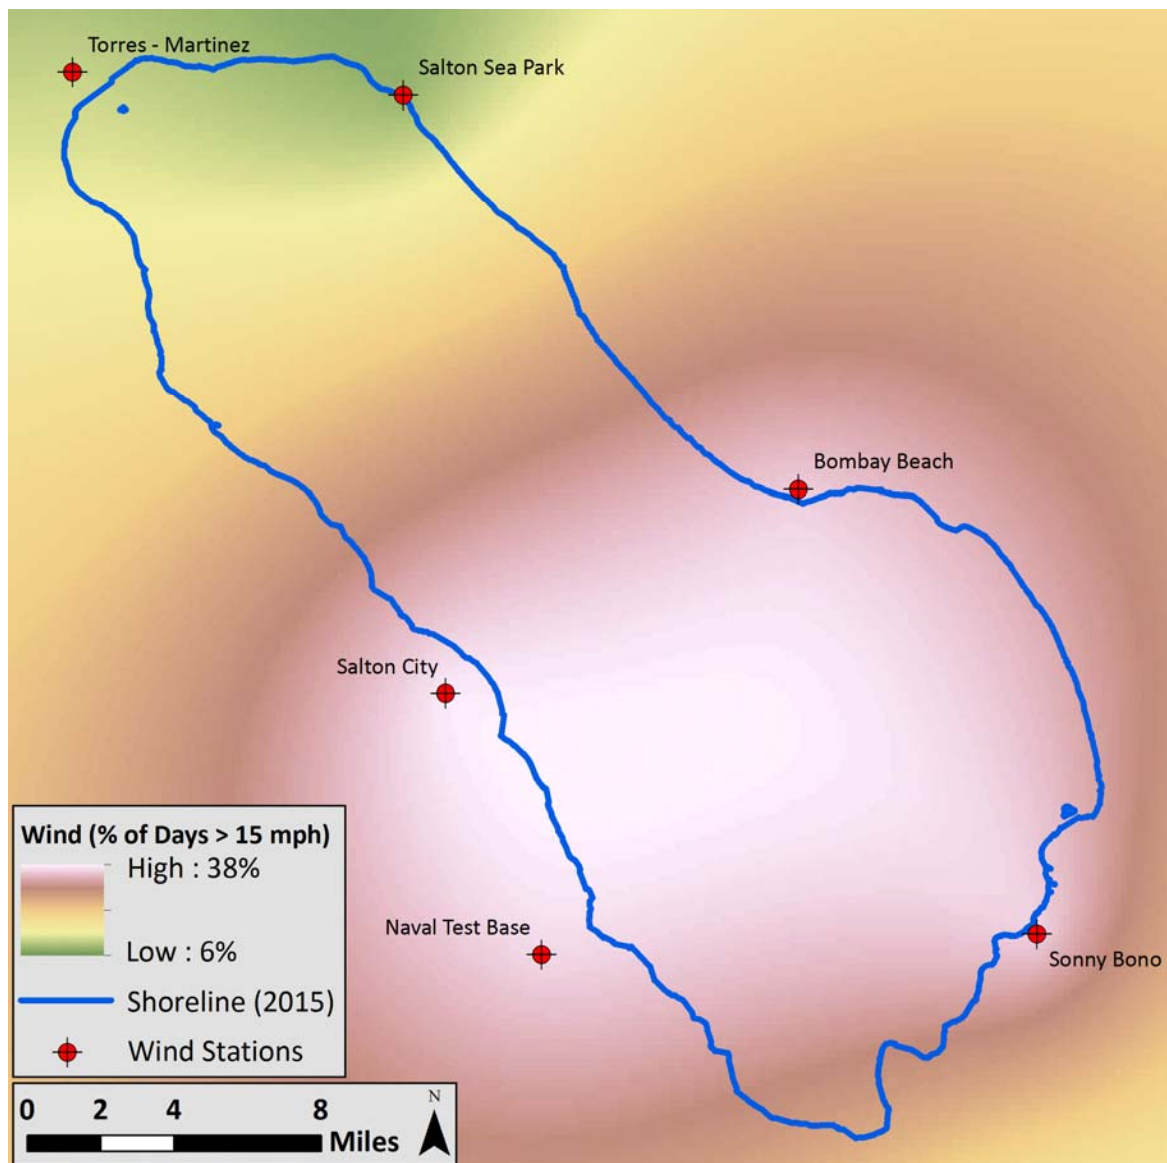 Torres - Martinez
Salton Sea Park
Bombay Beach
Salton City
Naval Test Base
Sonny Bono
Wind (% of Days > 15 mph)
High : 38%
Low : 6%
Shoreline (2015)
Wind Stations
0 2 4 8
Miles
N